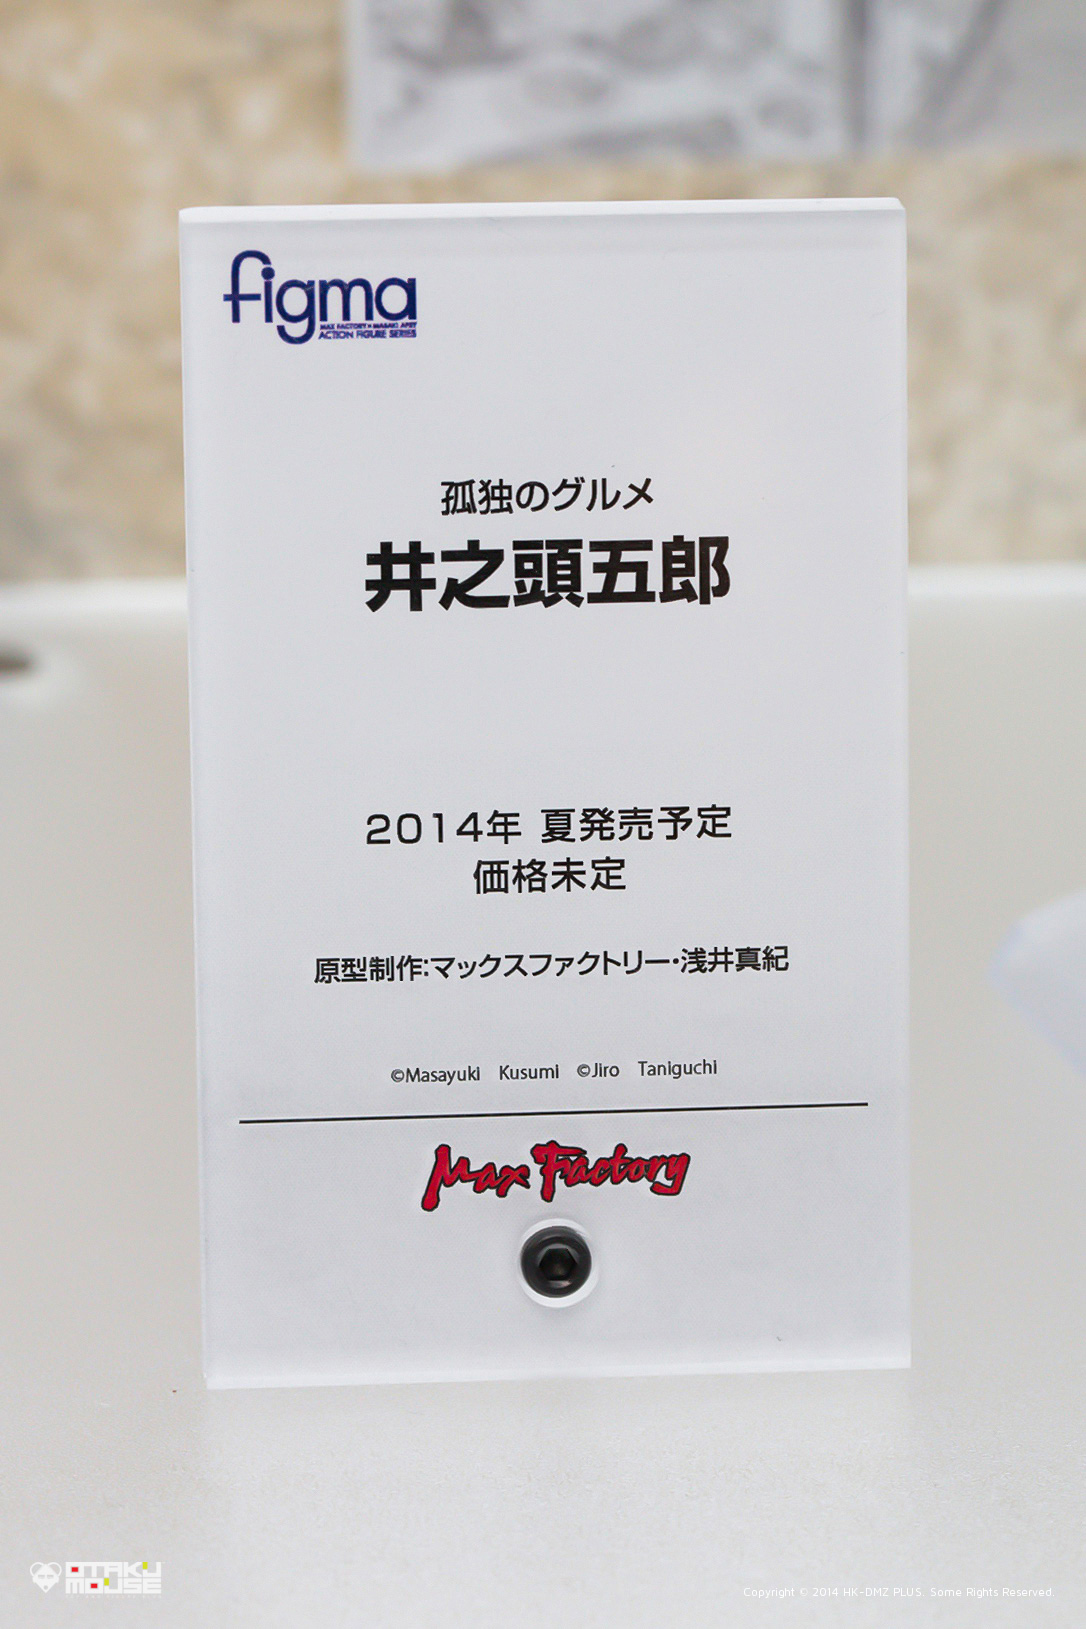 figma
MAX FACTORY × MASAKI APSY
ACTION FIGURE SERIES
孤独のグルメ
井之頭五郎
2014年 夏発売予定
価格未定
原型制作:マックスファクトリー・浅井真紀
©Masayuki Kusumi ©Jiro Taniguchi
Max Factory
OTAKU
MOUSE
Copyright © 2014 HK-DMZ PLUS. Some Rights Reserved.